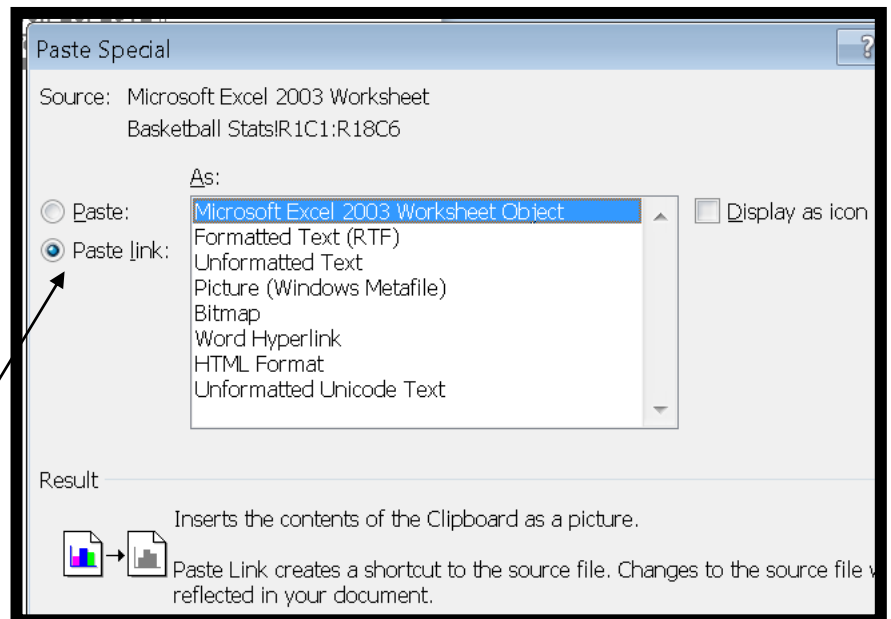 Paste Special
Source: Microsoft Excel 2003 Worksheet
Basketball Stats!R1C1:R18C6
As:
Paste:
Paste link:
Microsoft Excel 2003 Worksheet Object
Formatted Text (RTF)
Unformatted Text
Picture (Windows Metafile)
Bitmap
Word Hyperlink
HTML Format
Unformatted Unicode Text
Display as icon
Result
Inserts the contents of the Clipboard as a picture.
Paste Link creates a shortcut to the source file. Changes to the source file
reflected in your document.